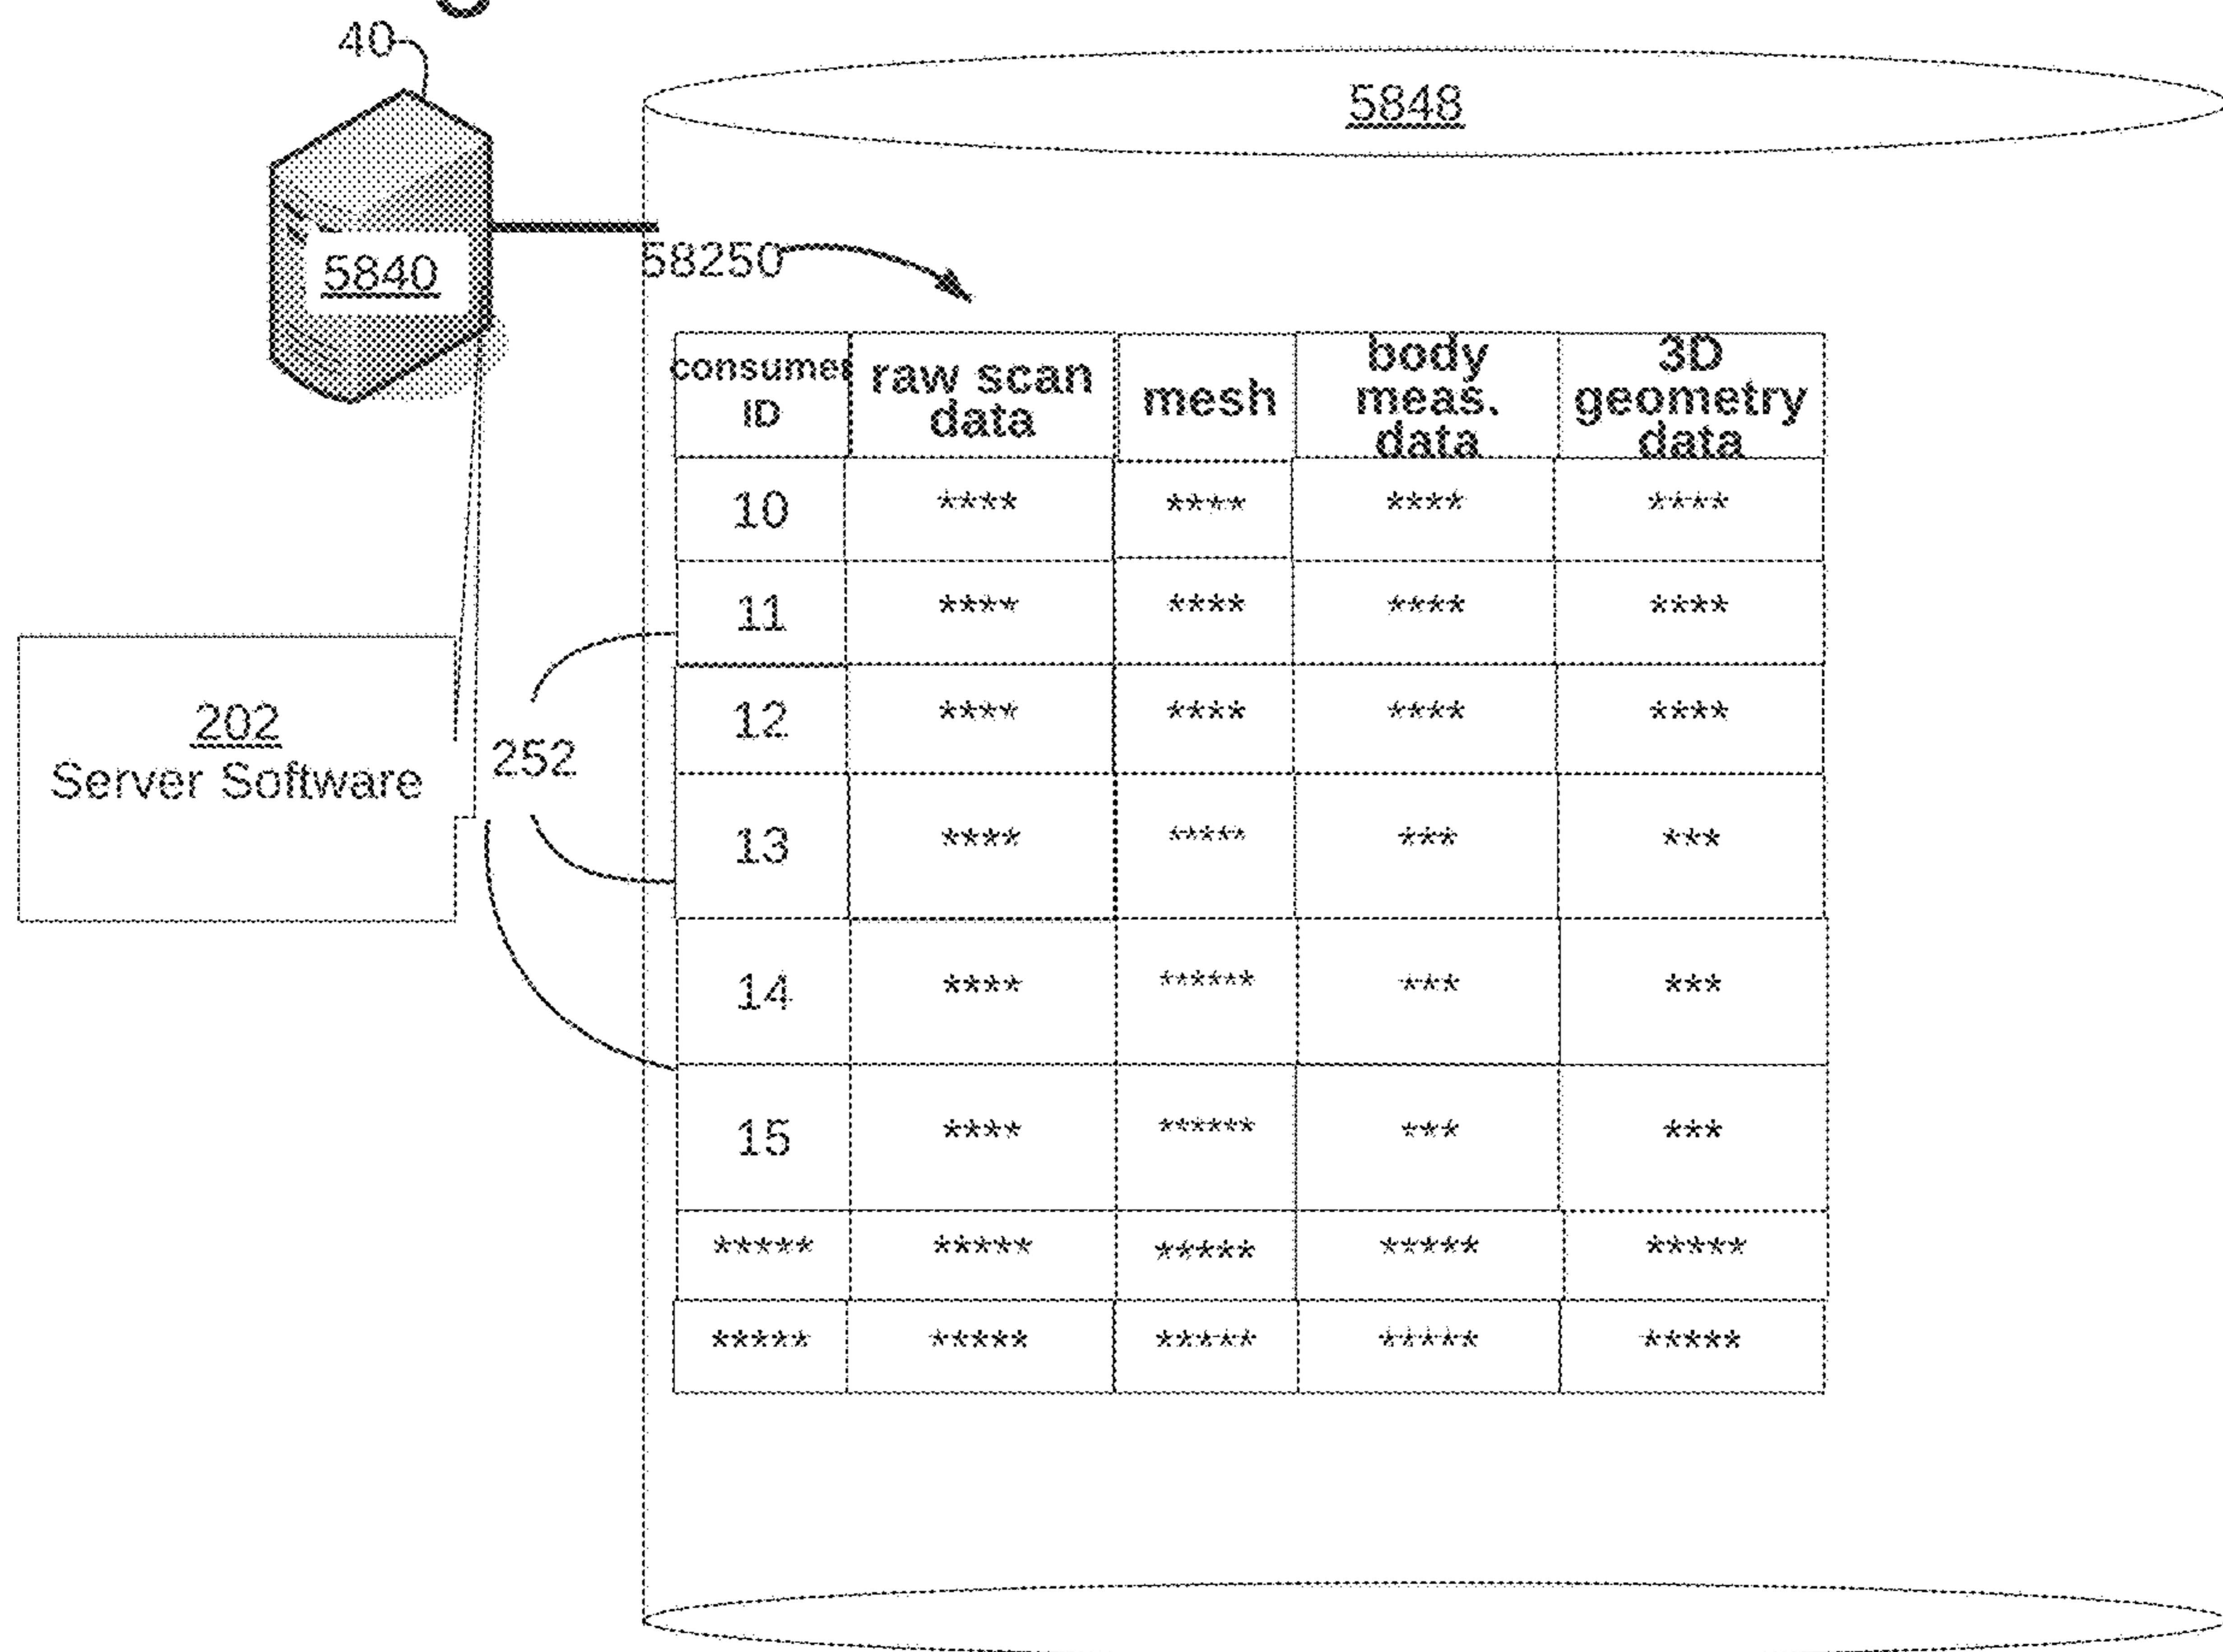 40
5848
5840
58250
consumer ID raw scan data mesh body meas. data 3D geometry data
10 **** **** **** ****
11 **** **** **** ****
12 **** **** **** ****
202
Server Software
252
13 **** ***** *** ***
14 **** ****** *** ***
15 **** ****** *** ***
***** ***** ***** ***** *****
***** ***** ***** ***** *****